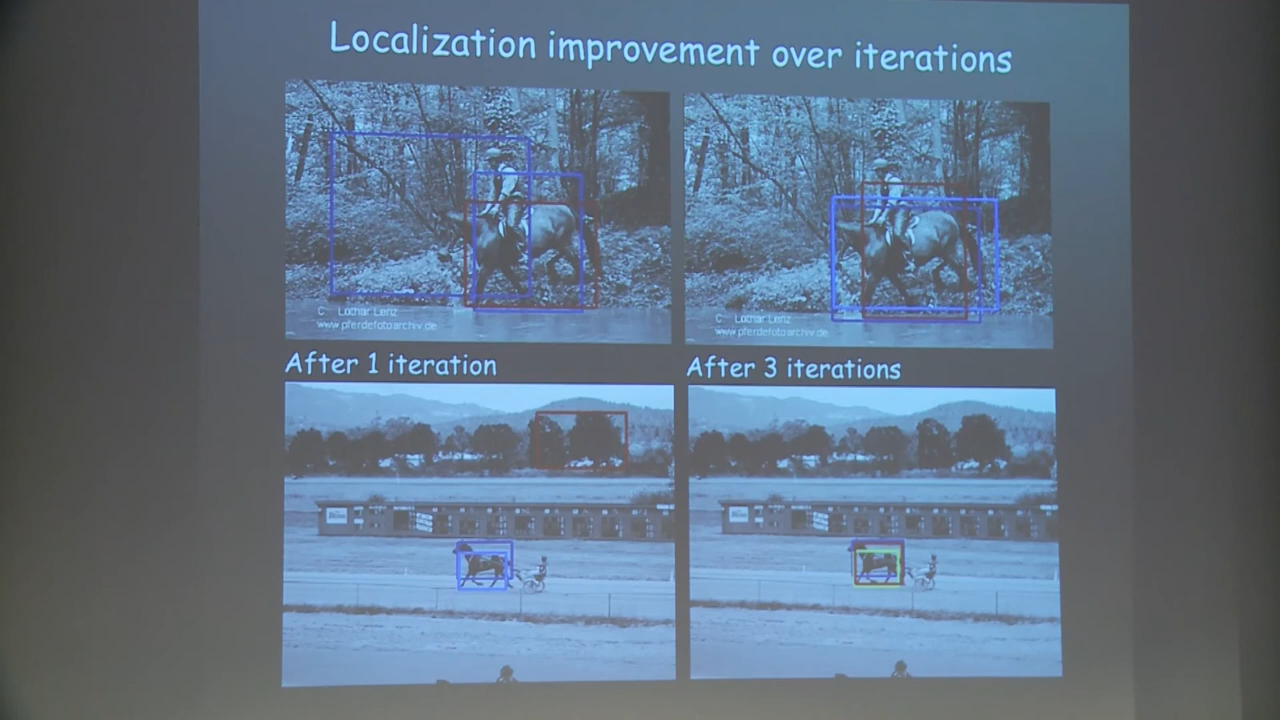 Localization improvement over iterations
C Lothar Lenz
www.pferdefotoarchiv.de
C Lothar Lenz
www.pferdefotoarchiv.de
After 1 iteration
After 3 iterations